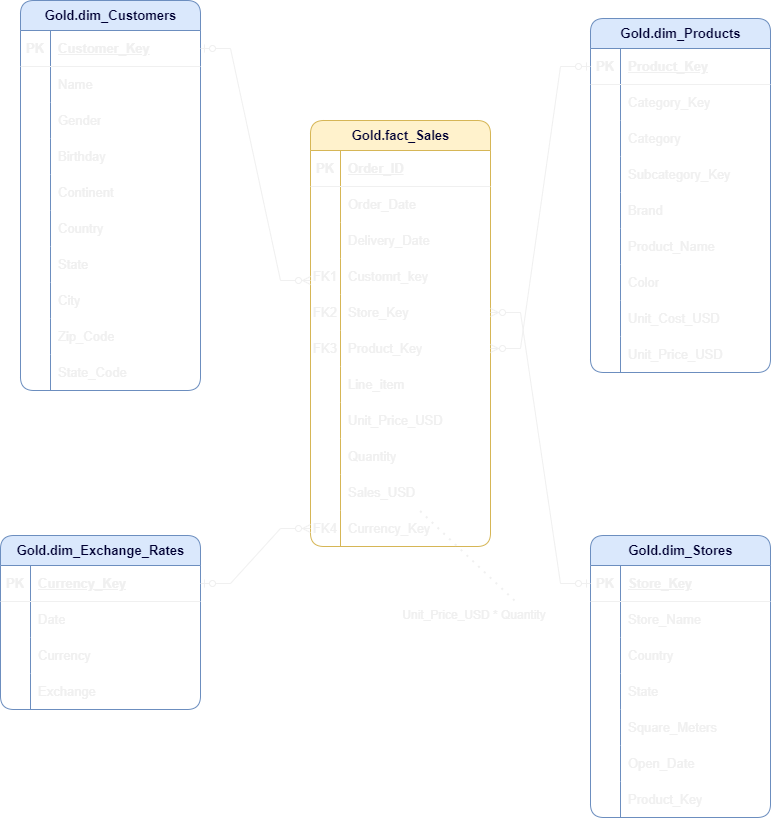 Gold.dim_Customers
PK Customer_Key
Name
Gender
Birthday
Continent
Country
State
City
Zip_Code
State_Code
Gold.fact_Sales
PK Order_ID
Order_Date
Delivery_Date
FK1 Customrt_key
FK2 Store_Key
FK3 Product_Key
Line_item
Unit_Price_USD
Quantity
Sales_USD
FK4 Currency_Key
Unit_Price_USD * Quantity
Gold.dim_Products
PK Product_Key
Category_Key
Category
Subcategory_Key
Brand
Product_Name
Color
Unit_Cost_USD
Unit_Price_USD
Gold.dim_Exchange_Rates
PK Currency_Key
Date
Currency
Exchange
Gold.dim_Stores
PK Store_Key
Store_Name
Country
State
Square_Meters
Open_Date
Product_Key